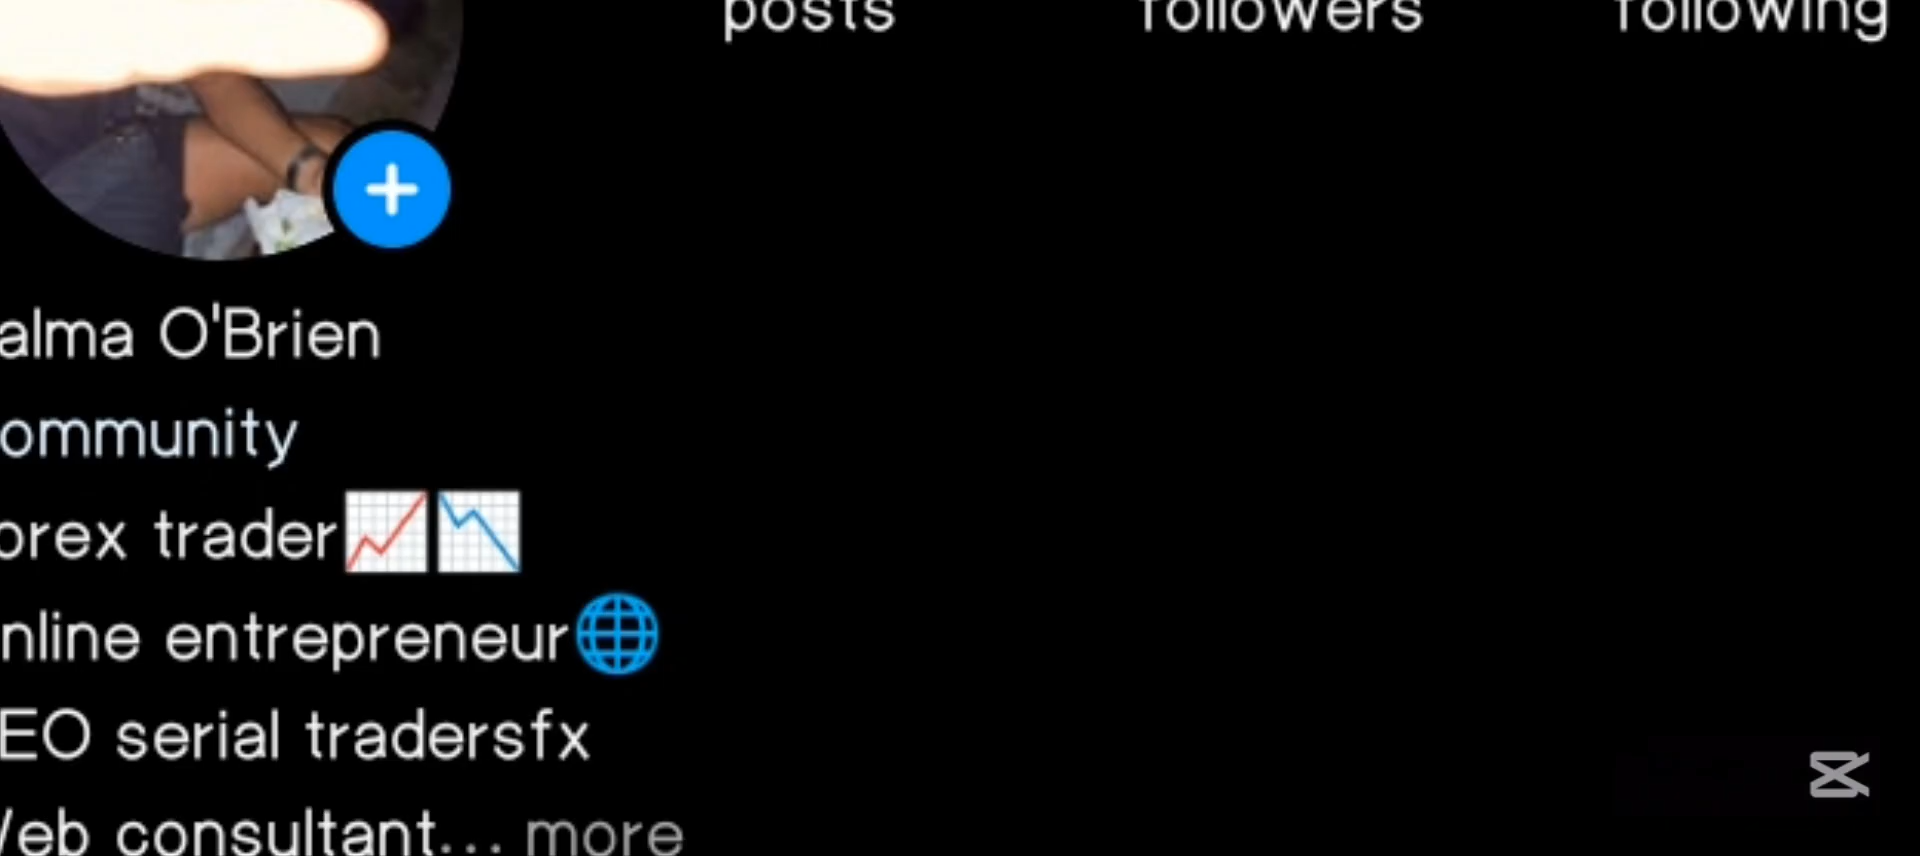 posts followers following
alma O'Brien
ommunity
orex trader📈📉
nline entrepreneur🌐
EO serial tradersfx
eb consultant... more